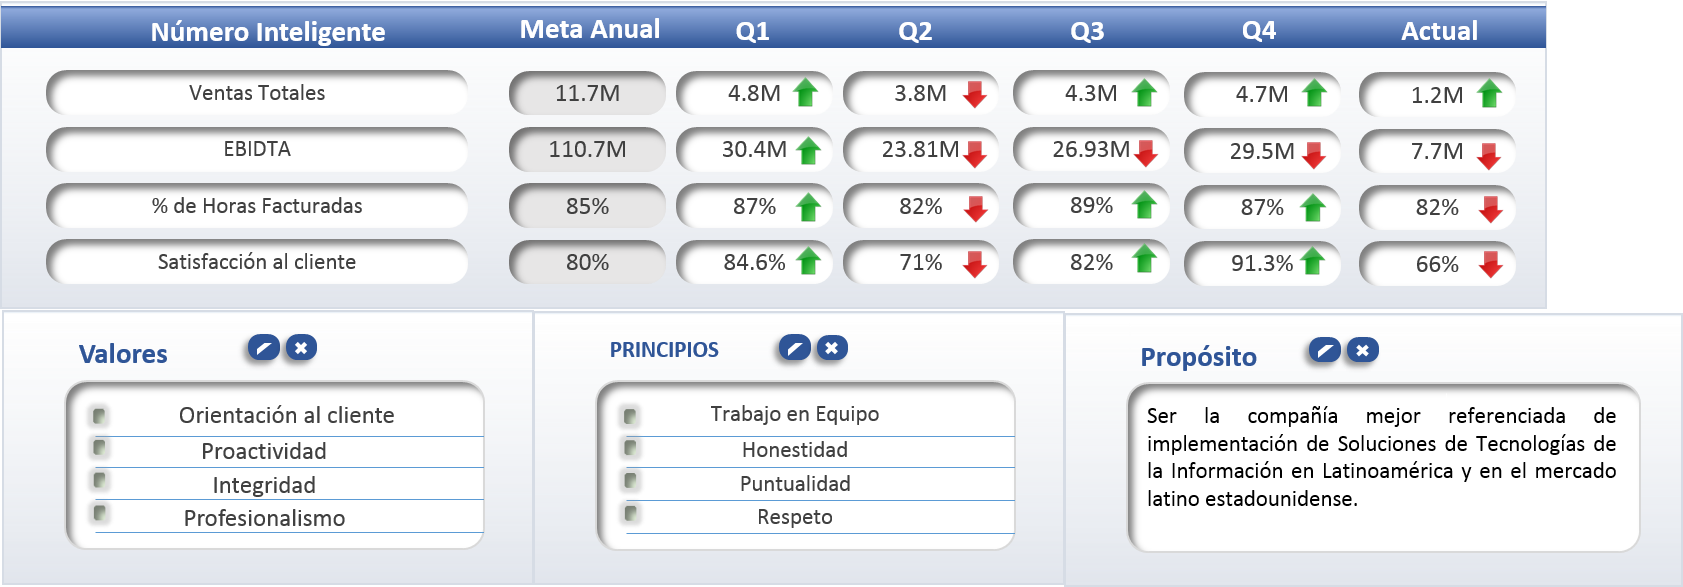 Número Inteligente Meta Anual Q1 Q2 Q3 Q4 Actual
Ventas Totales 11.7M 4.8M 3.8M 4.3M 4.7M 1.2M
EBIDTA 110.7M 30.4M 23.81M 26.93M 29.5M 7.7M
% de Horas Facturadas 85% 87% 82% 89% 87% 82%
Satisfacción al cliente 80% 84.6% 71% 82% 91.3% 66%
Valores
Orientación al cliente
Proactividad
Integridad
Profesionalismo
PRINCIPIOS
Trabajo en Equipo
Honestidad
Puntualidad
Respeto
Propósito
Ser la compañía mejor referenciada de
implementación de Soluciones de Tecnologías de
la Información en Latinoamérica y en el mercado
latino estadounidense.